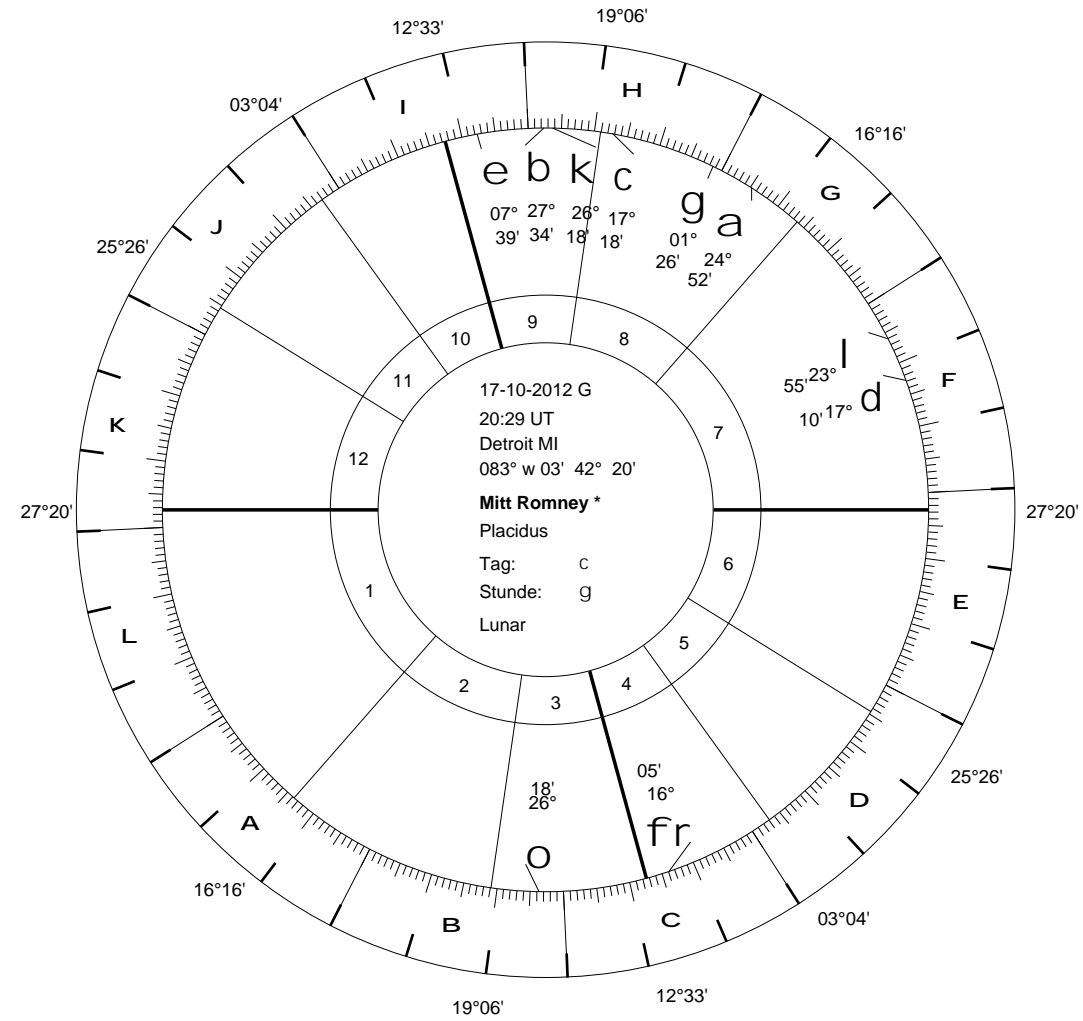 19°06'
12°33'
H
I
03°04'
16°16'
e b k c
g a
G
J
07° 27° 26° 17°
39' 34' 18' 18'
01°
26' 24°
52'
25°26'
9
10
8
l
55' 23°
F
d
10' 17°
11
K
7
12
17-10-2012 G
20:29 UT
Detroit MI
083° w 03' 42° 20'
Mitt Romney *
Placidus
Tag: c
Stunde: g
Lunar
27°20'
27°20'
6
1
E
L
5
2
4
3
05'
16°
18'
26°
25°26'
D
A
fr
o
16°16'
03°04'
C
B
12°33'
19°06'